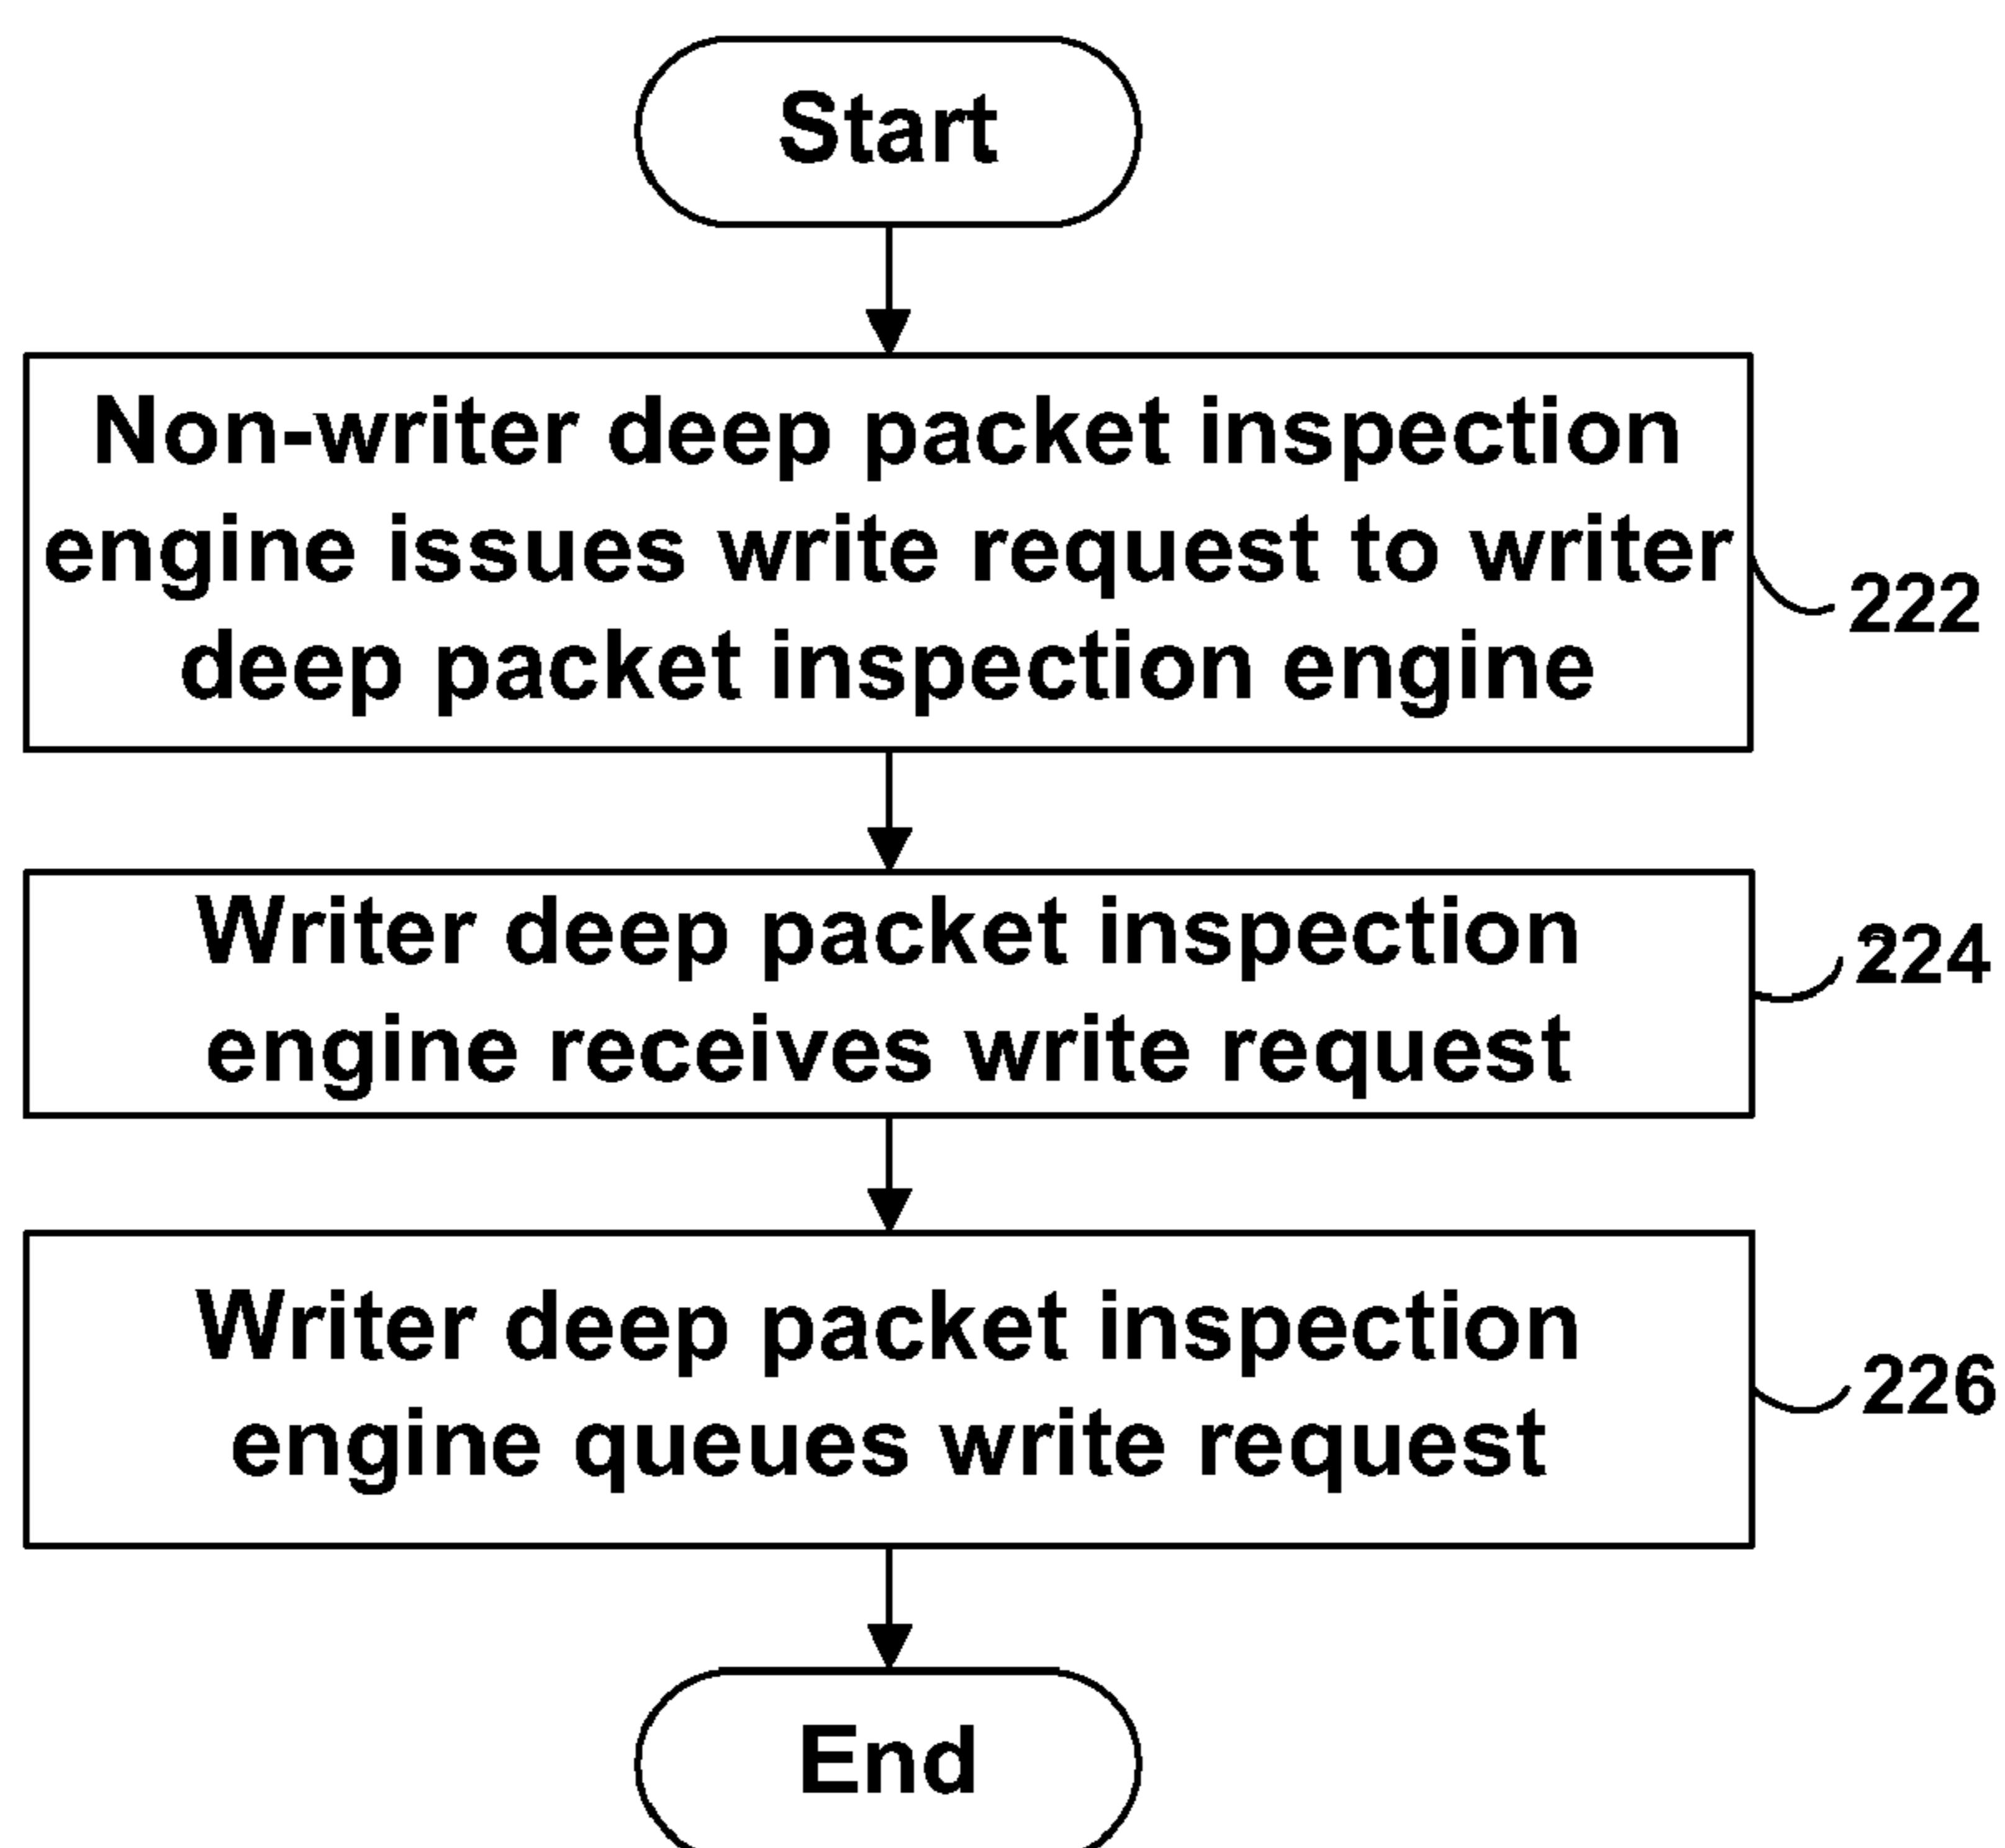 Start
Non-writer deep packet inspection
engine issues write request to writer
deep packet inspection engine
222
Writer deep packet inspection
engine receives write request
224
Writer deep packet inspection
engine queues write request
226
End